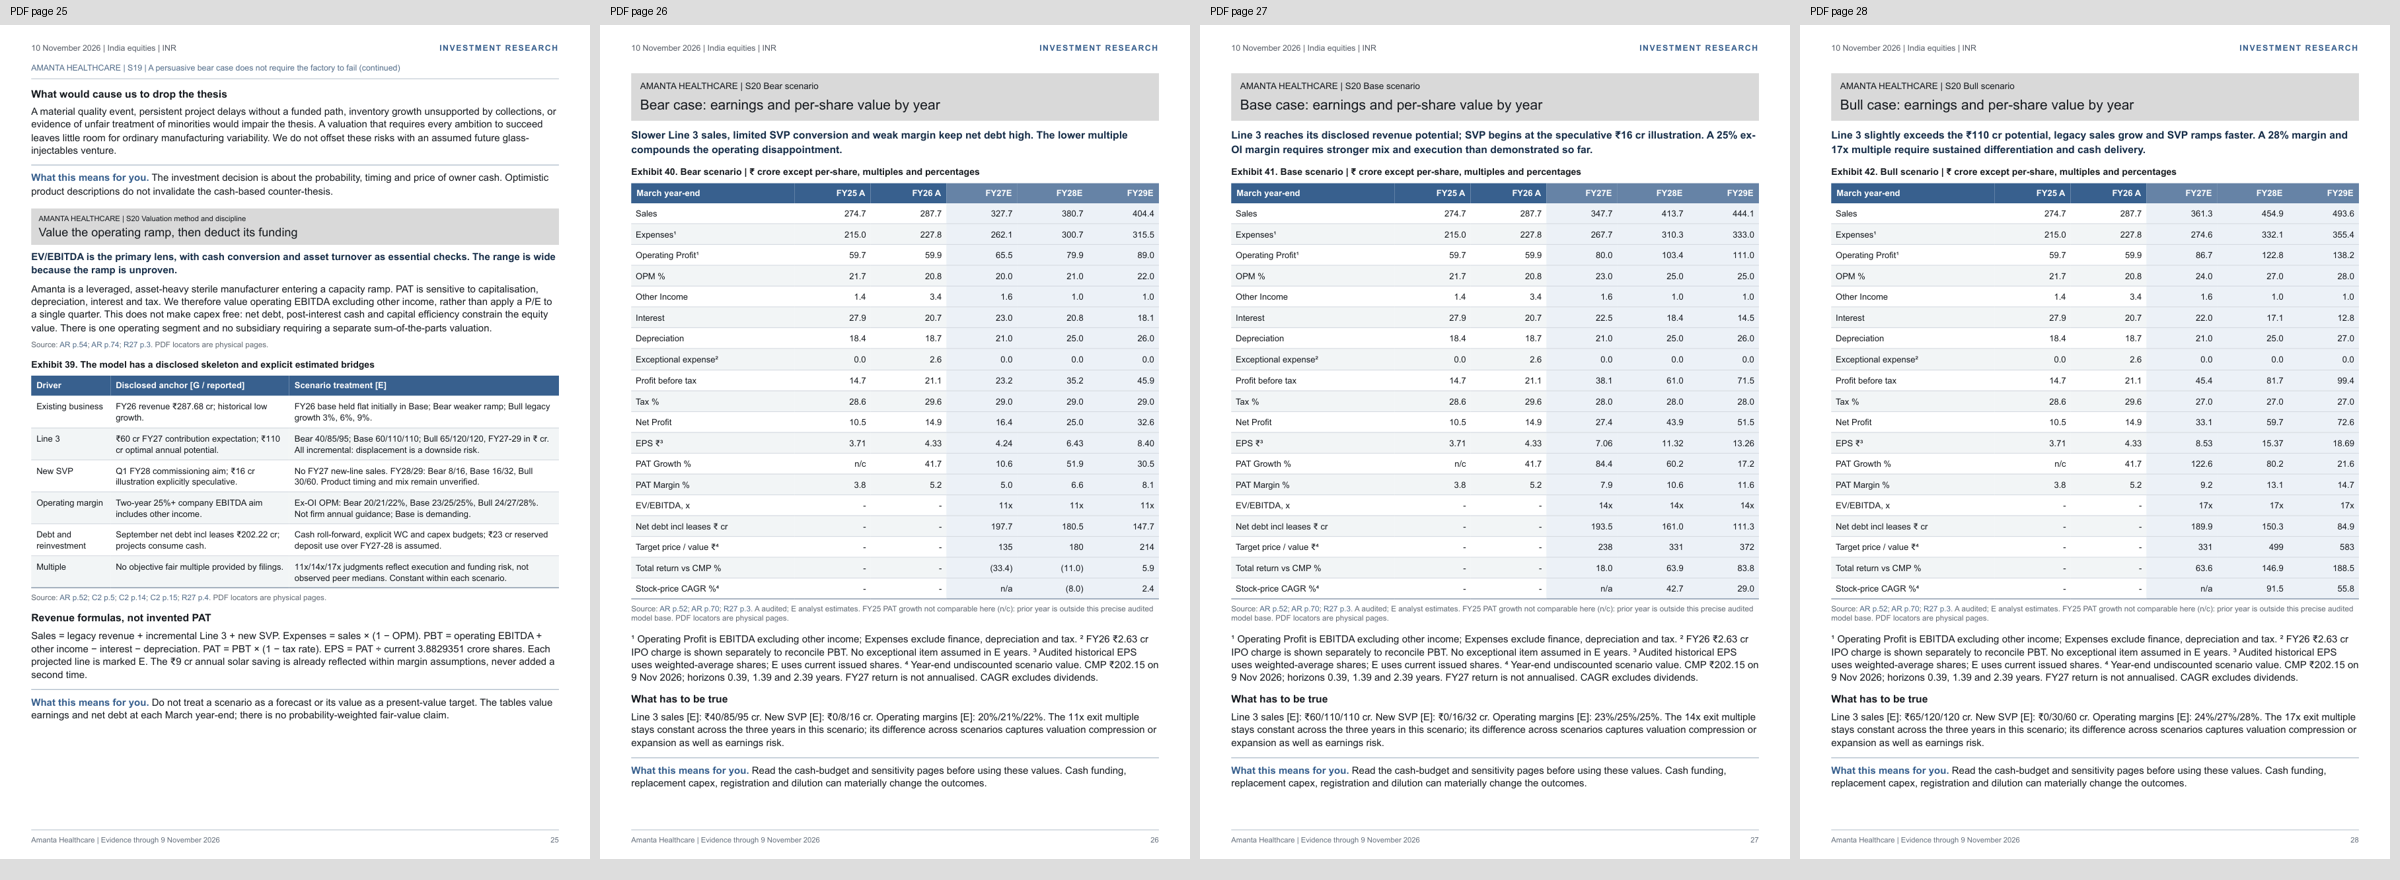 PDF page 25
10 November 2026 | India equities | INR
INVESTMENT RESEARCH
AMANTA HEALTHCARE | S19 | A persuasive bear case does not require the factory to fail (continued)
What would cause us to drop the thesis
A material quality event, persistent project delays without a funded path, inventory growth unsupported by collections, or
evidence of unfair treatment of minorities would impair the thesis. A valuation that requires every ambition to succeed
leaves little room for ordinary manufacturing variability. We do not offset these risks with an assumed future glass-
injectables venture.
What this means for you. The investment decision is about the probability, timing and price of owner cash. Optimistic
product descriptions do not invalidate the cash-based counter-thesis.
AMANTA HEALTHCARE | S20 Valuation method and discipline
Value the operating ramp, then deduct its funding
EV/EBITDA is the primary lens, with cash conversion and asset turnover as essential checks. The range is wide
because the ramp is unproven.
Amanta is a leveraged, asset-heavy sterile manufacturer entering a capacity ramp. PAT is sensitive to capitalisation,
depreciation, interest and tax. We therefore value operating EBITDA excluding other income, rather than apply a P/E to
a single quarter. This does not make capex free: net debt, post-interest cash and capital efficiency constrain the equity
value. There is one operating segment and no subsidiary requiring a separate sum-of-the-parts valuation.
Source: AR p.54; AR p.74; R27 p.3. PDF locators are physical pages.
Exhibit 39. The model has a disclosed skeleton and explicit estimated bridges
Driver Disclosed anchor [G / reported] Scenario treatment [E]
Existing business FY26 revenue ₹287.68 cr; historical low growth. FY26 base held flat initially in Base; Bear weaker ramp; Bull legacy growth 3%, 6%, 9%.
Line 3 ₹60 cr FY27 contribution expectation; ₹110 cr optimal annual potential. Bear 40/85/95; Base 60/110/110; Bull 65/120/120, FY27-29 in ₹ cr. All incremental: displacement is a downside risk.
New SVP Q1 FY28 commissioning aim; ₹16 cr illustration explicitly speculative. No FY27 new-line sales. FY28/29: Bear 8/16, Base 16/32, Bull 30/60. Product timing and mix remain unverified.
Operating margin Two-year 25%+ company EBITDA aim includes other income. Ex-OI OPM: Bear 20/21/22%, Base 23/25/25%, Bull 24/27/28%. Not firm annual guidance; Base is demanding.
Debt and reinvestment September net debt incl leases ₹202.22 cr; projects consume cash. Cash roll-forward, explicit WC and capex budgets; ₹23 cr reserved deposit use over FY27-28 is assumed.
Multiple No objective fair multiple provided by filings. 11x/14x/17x judgments reflect execution and funding risk, not observed peer medians. Constant within each scenario.
Source: AR p.52; C2 p.5; C2 p.14; C2 p.15; R27 p.4. PDF locators are physical pages.
Revenue formulas, not invented PAT
Sales = legacy revenue + incremental Line 3 + new SVP. Expenses = sales × (1 − OPM). PBT = operating EBITDA +
other income − interest − depreciation. PAT = PBT × (1 − tax rate). EPS = PAT ÷ current 3.8829351 crore shares. Each
projected line is marked E. The ₹9 cr annual solar saving is already reflected within margin assumptions, never added a
second time.
What this means for you. Do not treat a scenario as a forecast or its value as a present-value target. The tables value
earnings and net debt at each March year-end; there is no probability-weighted fair-value claim.
Amanta Healthcare | Evidence through 9 November 2026
25
PDF page 26
10 November 2026 | India equities | INR
INVESTMENT RESEARCH
AMANTA HEALTHCARE | S20 Bear scenario
Bear case: earnings and per-share value by year
Slower Line 3 sales, limited SVP conversion and weak margin keep net debt high. The lower multiple
compounds the operating disappointment.
Exhibit 40. Bear scenario | ₹ crore except per-share, multiples and percentages
March year-end FY25 A FY26 A FY27E FY28E FY29E
Sales 274.7 287.7 327.7 380.7 404.4
Expenses¹ 215.0 227.8 262.1 300.7 315.5
Operating Profit¹ 59.7 59.9 65.5 79.9 89.0
OPM % 21.7 20.8 20.0 21.0 22.0
Other Income 1.4 3.4 1.6 1.0 1.0
Interest 27.9 20.7 23.0 20.8 18.1
Depreciation 18.4 18.7 21.0 25.0 26.0
Exceptional expense² 0.0 2.6 0.0 0.0 0.0
Profit before tax 14.7 21.1 23.2 35.2 45.9
Tax % 28.6 29.6 29.0 29.0 29.0
Net Profit 10.5 14.9 16.4 25.0 32.6
EPS ₹³ 3.71 4.33 4.24 6.43 8.40
PAT Growth % n/c 41.7 10.6 51.9 30.5
PAT Margin % 3.8 5.2 5.0 6.6 8.1
EV/EBITDA, x - - 11x 11x 11x
Net debt incl leases ₹ cr - - 197.7 180.5 147.7
Target price / value ₹⁴ - - 135 180 214
Total return vs CMP % - - (33.4) (11.0) 5.9
Stock-price CAGR %⁴ - - n/a (8.0) 2.4
Source: AR p.52; AR p.70; R27 p.3. A audited; E analyst estimates. FY25 PAT growth not comparable here (n/c): prior year is outside this precise audited
model base. PDF locators are physical pages.
¹ Operating Profit is EBITDA excluding other income; Expenses exclude finance, depreciation and tax. ² FY26 ₹2.63 cr
IPO charge is shown separately to reconcile PBT. No exceptional item assumed in E years. ³ Audited historical EPS
uses weighted-average shares; E uses current issued shares. ⁴ Year-end undiscounted scenario value. CMP ₹202.15 on
9 Nov 2026; horizons 0.39, 1.39 and 2.39 years. FY27 return is not annualised. CAGR excludes dividends.
What has to be true
Line 3 sales [E]: ₹40/85/95 cr. New SVP [E]: ₹0/8/16 cr. Operating margins [E]: 20%/21%/22%. The 11x exit multiple
stays constant across the three years in this scenario; its difference across scenarios captures valuation compression or
expansion as well as earnings risk.
What this means for you. Read the cash-budget and sensitivity pages before using these values. Cash funding,
replacement capex, registration and dilution can materially change the outcomes.
Amanta Healthcare | Evidence through 9 November 2026
26
PDF page 27
10 November 2026 | India equities | INR
INVESTMENT RESEARCH
AMANTA HEALTHCARE | S20 Base scenario
Base case: earnings and per-share value by year
Line 3 reaches its disclosed revenue potential; SVP begins at the speculative ₹16 cr illustration. A 25% ex-
OI margin requires stronger mix and execution than demonstrated so far.
Exhibit 41. Base scenario | ₹ crore except per-share, multiples and percentages
March year-end FY25 A FY26 A FY27E FY28E FY29E
Sales 274.7 287.7 347.7 413.7 444.1
Expenses¹ 215.0 227.8 267.7 310.3 333.0
Operating Profit¹ 59.7 59.9 80.0 103.4 111.0
OPM % 21.7 20.8 23.0 25.0 25.0
Other Income 1.4 3.4 1.6 1.0 1.0
Interest 27.9 20.7 22.5 18.4 14.5
Depreciation 18.4 18.7 21.0 25.0 26.0
Exceptional expense² 0.0 2.6 0.0 0.0 0.0
Profit before tax 14.7 21.1 38.1 61.0 71.5
Tax % 28.6 29.6 28.0 28.0 28.0
Net Profit 10.5 14.9 27.4 43.9 51.5
EPS ₹³ 3.71 4.33 7.06 11.32 13.26
PAT Growth % n/c 41.7 84.4 60.2 17.2
PAT Margin % 3.8 5.2 7.9 10.6 11.6
EV/EBITDA, x - - 14x 14x 14x
Net debt incl leases ₹ cr - - 193.5 161.0 111.3
Target price / value ₹⁴ - - 238 331 372
Total return vs CMP % - - 18.0 63.9 83.8
Stock-price CAGR %⁴ - - n/a 42.7 29.0
Source: AR p.52; AR p.70; R27 p.3. A audited; E analyst estimates. FY25 PAT growth not comparable here (n/c): prior year is outside this precise audited
model base. PDF locators are physical pages.
¹ Operating Profit is EBITDA excluding other income; Expenses exclude finance, depreciation and tax. ² FY26 ₹2.63 cr
IPO charge is shown separately to reconcile PBT. No exceptional item assumed in E years. ³ Audited historical EPS
uses weighted-average shares; E uses current issued shares. ⁴ Year-end undiscounted scenario value. CMP ₹202.15 on
9 Nov 2026; horizons 0.39, 1.39 and 2.39 years. FY27 return is not annualised. CAGR excludes dividends.
What has to be true
Line 3 sales [E]: ₹60/110/110 cr. New SVP [E]: ₹0/16/32 cr. Operating margins [E]: 23%/25%/25%. The 14x exit multiple
stays constant across the three years in this scenario; its difference across scenarios captures valuation compression or
expansion as well as earnings risk.
What this means for you. Read the cash-budget and sensitivity pages before using these values. Cash funding,
replacement capex, registration and dilution can materially change the outcomes.
Amanta Healthcare | Evidence through 9 November 2026
27
PDF page 28
10 November 2026 | India equities | INR
INVESTMENT RESEARCH
AMANTA HEALTHCARE | S20 Bull scenario
Bull case: earnings and per-share value by year
Line 3 slightly exceeds the ₹110 cr potential, legacy sales grow and SVP ramps faster. A 28% margin and
17x multiple require sustained differentiation and cash delivery.
Exhibit 42. Bull scenario | ₹ crore except per-share, multiples and percentages
March year-end FY25 A FY26 A FY27E FY28E FY29E
Sales 274.7 287.7 361.3 454.9 493.6
Expenses¹ 215.0 227.8 274.6 332.1 355.4
Operating Profit¹ 59.7 59.9 86.7 122.8 138.2
OPM % 21.7 20.8 24.0 27.0 28.0
Other Income 1.4 3.4 1.6 1.0 1.0
Interest 27.9 20.7 22.0 17.1 12.8
Depreciation 18.4 18.7 21.0 25.0 27.0
Exceptional expense² 0.0 2.6 0.0 0.0 0.0
Profit before tax 14.7 21.1 45.4 81.7 99.4
Tax % 28.6 29.6 27.0 27.0 27.0
Net Profit 10.5 14.9 33.1 59.7 72.6
EPS ₹³ 3.71 4.33 8.53 15.37 18.69
PAT Growth % n/c 41.7 122.6 80.2 21.6
PAT Margin % 3.8 5.2 9.2 13.1 14.7
EV/EBITDA, x - - 17x 17x 17x
Net debt incl leases ₹ cr - - 189.9 150.3 84.9
Target price / value ₹⁴ - - 331 499 583
Total return vs CMP % - - 63.6 146.9 188.5
Stock-price CAGR %⁴ - - n/a 91.5 55.8
Source: AR p.52; AR p.70; R27 p.3. A audited; E analyst estimates. FY25 PAT growth not comparable here (n/c): prior year is outside this precise audited
model base. PDF locators are physical pages.
¹ Operating Profit is EBITDA excluding other income; Expenses exclude finance, depreciation and tax. ² FY26 ₹2.63 cr
IPO charge is shown separately to reconcile PBT. No exceptional item assumed in E years. ³ Audited historical EPS
uses weighted-average shares; E uses current issued shares. ⁴ Year-end undiscounted scenario value. CMP ₹202.15 on
9 Nov 2026; horizons 0.39, 1.39 and 2.39 years. FY27 return is not annualised. CAGR excludes dividends.
What has to be true
Line 3 sales [E]: ₹65/120/120 cr. New SVP [E]: ₹0/30/60 cr. Operating margins [E]: 24%/27%/28%. The 17x exit multiple
stays constant across the three years in this scenario; its difference across scenarios captures valuation compression or
expansion as well as earnings risk.
What this means for you. Read the cash-budget and sensitivity pages before using these values. Cash funding,
replacement capex, registration and dilution can materially change the outcomes.
Amanta Healthcare | Evidence through 9 November 2026
28